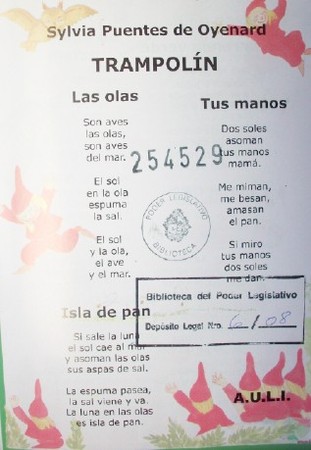 Sylvia Puentes de Oyenard
TRAMPOLÍN
Las olas
Son aves
las olas,
son aves
del mar.
El sol
en la ola
espuma
la sal.
El sol
y la ola,
el ave
y el mar.
Tus manos
Dos soles
asoman
tus manos
mamá.
Me miman,
me besan,
amasan
el pan.
Si miro
tus manos
dos soles
me dan.
254529
PODER LEGISLATIVO
BIBLIOTECA
Biblioteca del Poder Legislativo
Depósito Legal Nro. 6/08
Isla de pan
Si sale la luna
el sol cae al mar
y asoman las olas
sus aspas de sal.
La espuma pasea,
la sal viene y va.
La luna en las olas
es isla de pan.
A.U.L.I.